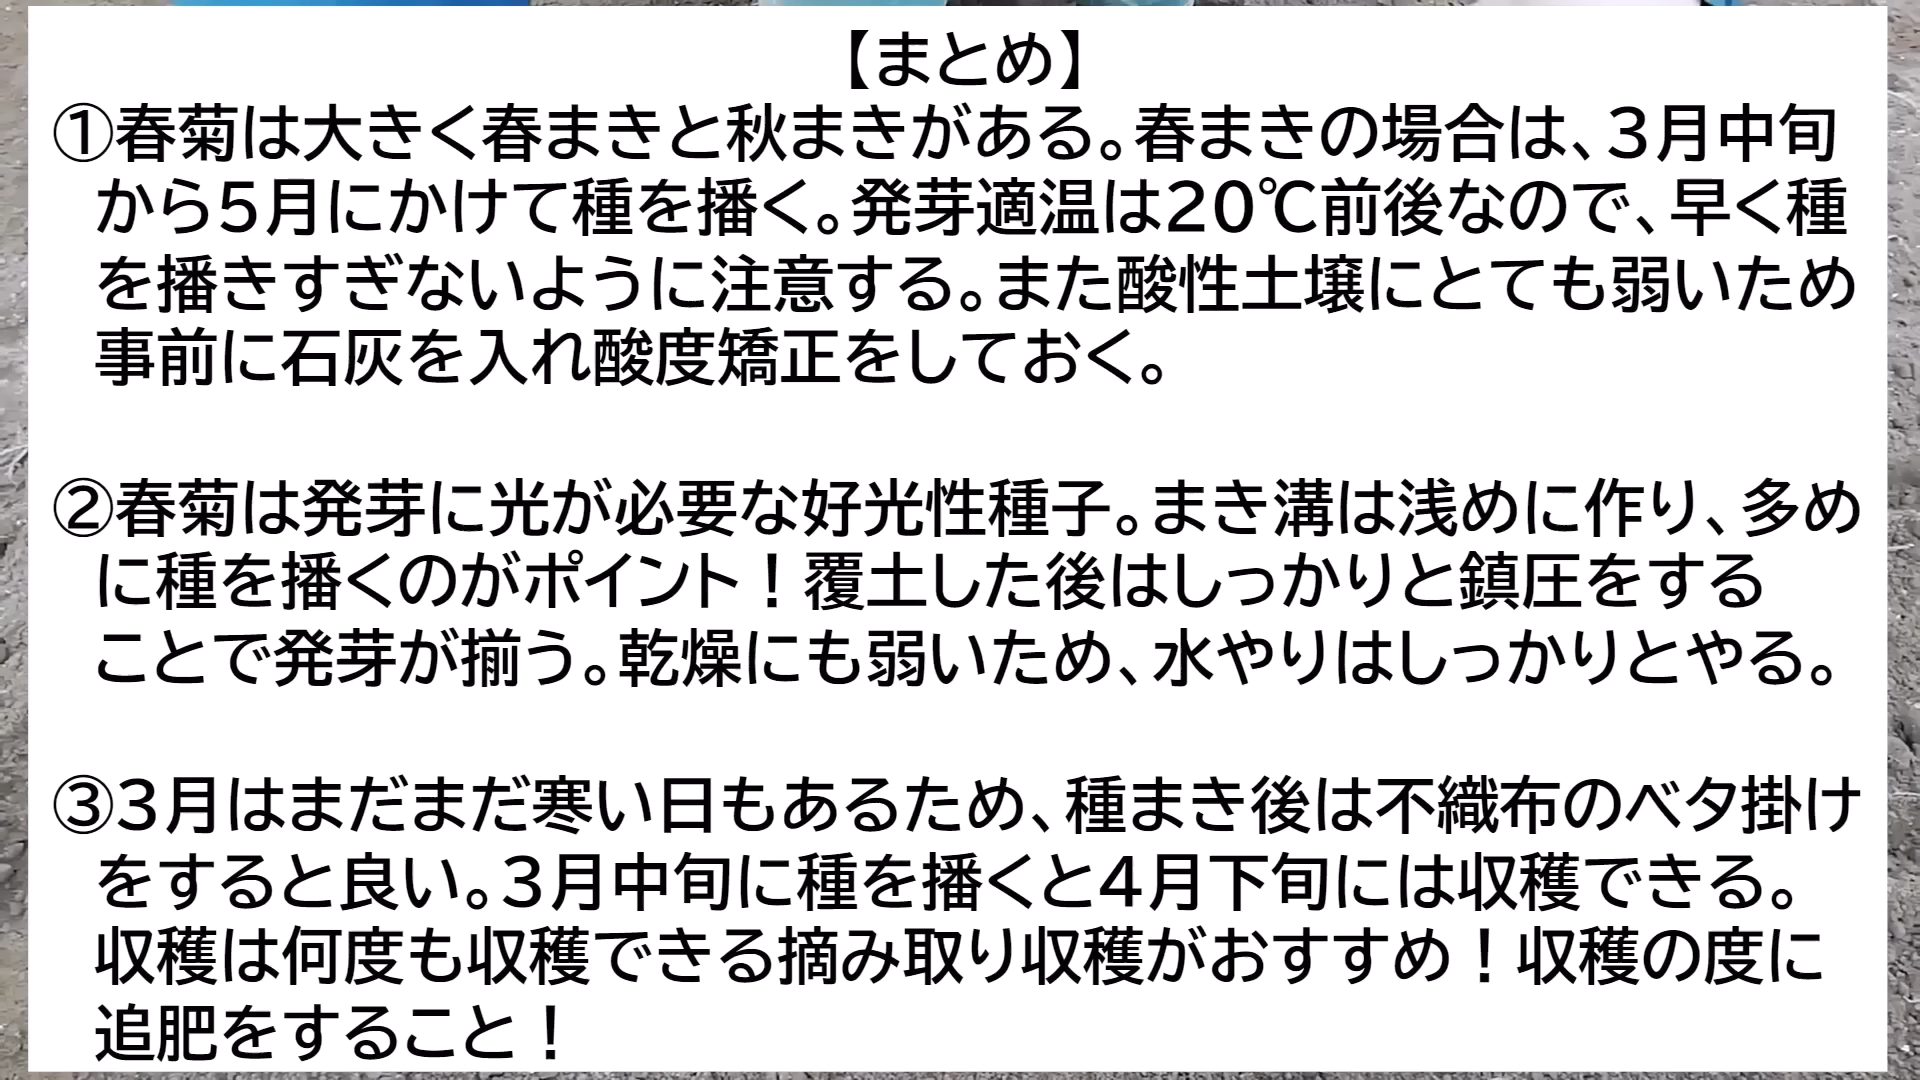 【まとめ】
①春菊は大きく春まきと秋まきがある。春まきの場合は、３月中旬
から５月にかけて種を播く。発芽適温は２０℃前後なので、早く種
を播きすぎないように注意する。また酸性土壌にとても弱いため
事前に石灰を入れ酸度矯正をしておく。
②春菊は発芽に光が必要な好光性種子。まき溝は浅めに作り、多め
に種を播くのがポイント！覆土した後はしっかりと鎮圧をする
ことで発芽が揃う。乾燥にも弱いため、水やりはしっかりとやる。
③３月はまだまだ寒い日もあるため、種まき後は不織布のベタ掛け
をすると良い。３月中旬に種を播くと４月下旬には収穫できる。
収穫は何度も収穫できる摘み取り収穫がおすすめ！収穫の度に
追肥をすること！